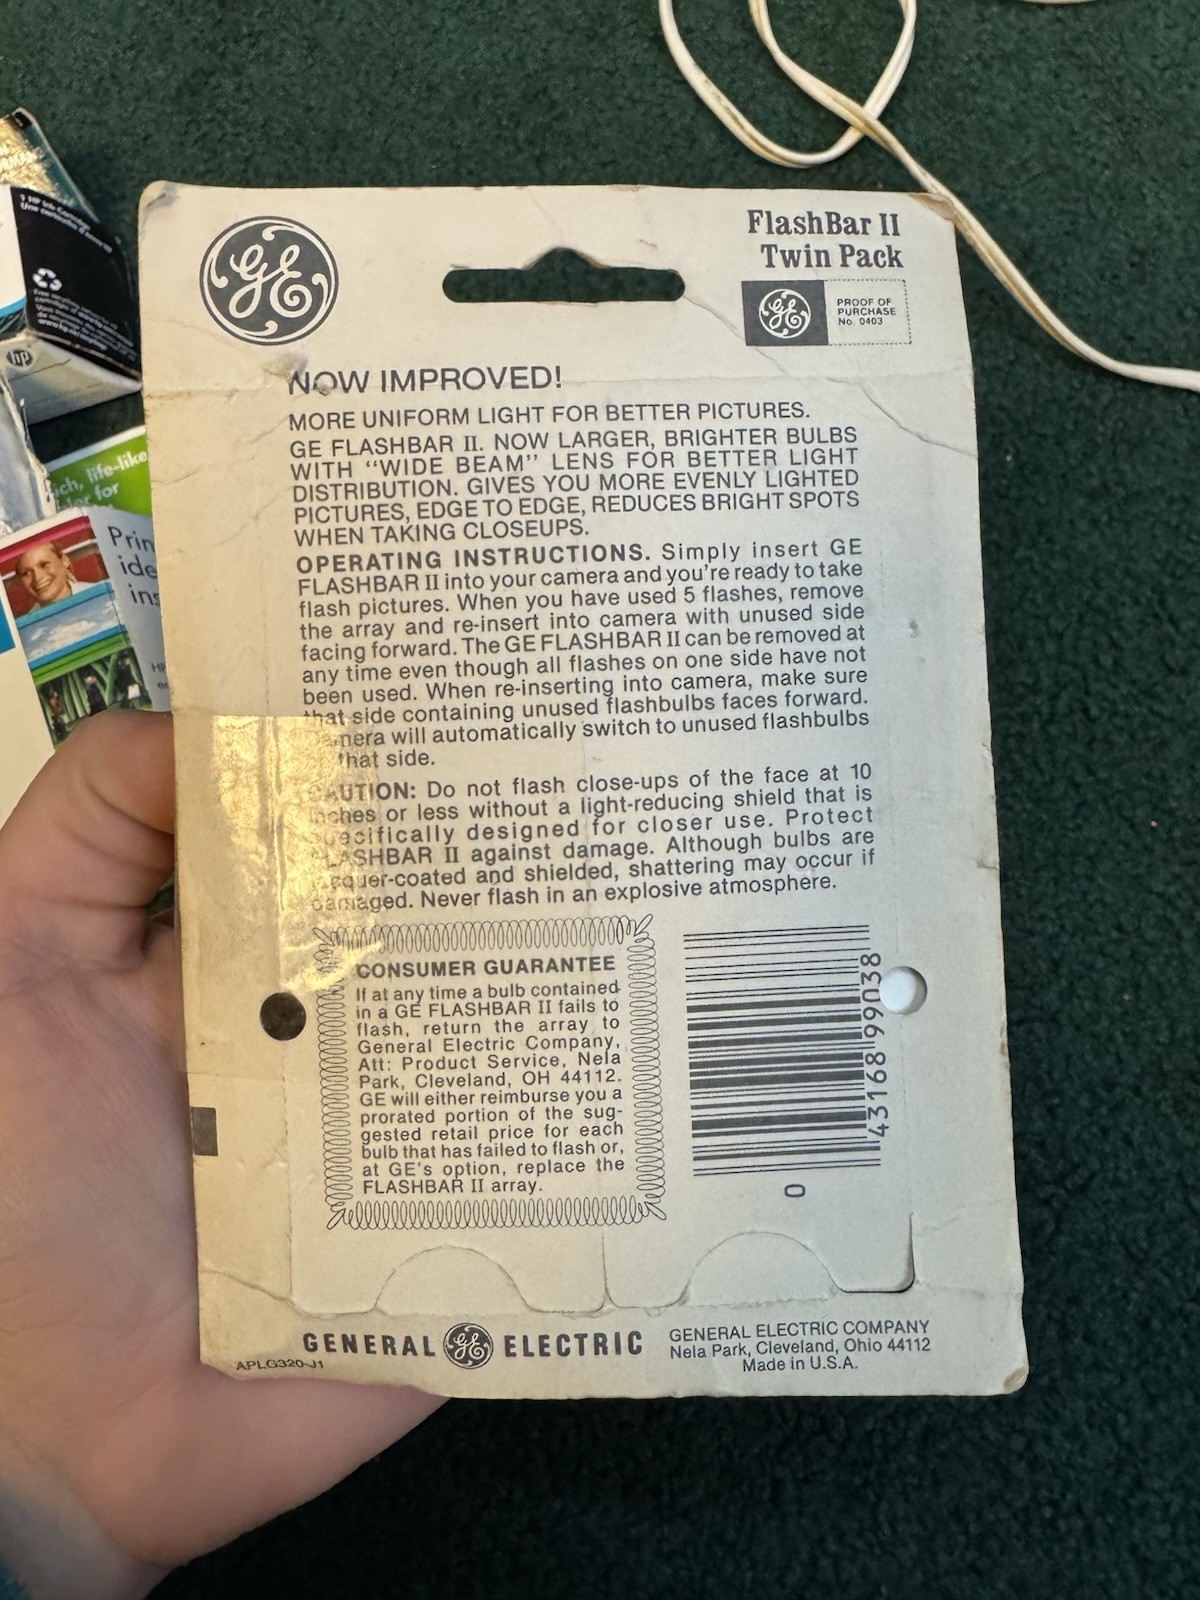 FlashBar II
Twin Pack
GE
GE
PROOF OF
PURCHASE
No. 0403
NOW IMPROVED!
MORE UNIFORM LIGHT FOR BETTER PICTURES.
GE FLASHBAR II. NOW LARGER, BRIGHTER BULBS
WITH “WIDE BEAM” LENS FOR BETTER LIGHT
DISTRIBUTION. GIVES YOU MORE EVENLY LIGHTED
PICTURES, EDGE TO EDGE, REDUCES BRIGHT SPOTS
WHEN TAKING CLOSEUPS.
OPERATING INSTRUCTIONS. Simply insert GE
FLASHBAR II into your camera and you're ready to take
flash pictures. When you have used 5 flashes, remove
the array and re-insert into camera with unused side
facing forward. The GE FLASHBAR II can be removed at
any time even though all flashes on one side have not
been used. When re-inserting into camera, make sure
that side containing unused flashbulbs faces forward.
Camera will automatically switch to unused flashbulbs
that side.
CAUTION: Do not flash close-ups of the face at 10
inches or less without a light-reducing shield that is
specifically designed for closer use. Protect
FLASHBAR II against damage. Although bulbs are
lacquer-coated and shielded, shattering may occur if
damaged. Never flash in an explosive atmosphere.
CONSUMER GUARANTEE
If at any time a bulb contained
in a GE FLASHBAR II fails to
flash, return the array to
General Electric Company,
Att: Product Service, Nela
Park, Cleveland, OH 44112.
GE will either reimburse you a
prorated portion of the sug-
gested retail price for each
bulb that has failed to flash or,
at GE's option, replace the
FLASHBAR II array.
43168 99038
0
GENERAL GE ELECTRIC
GENERAL ELECTRIC COMPANY
Nela Park, Cleveland, Ohio 44112
Made in U.S.A.
APLG320-J1
1 HP Ink Cartridge
hp
life-like
for